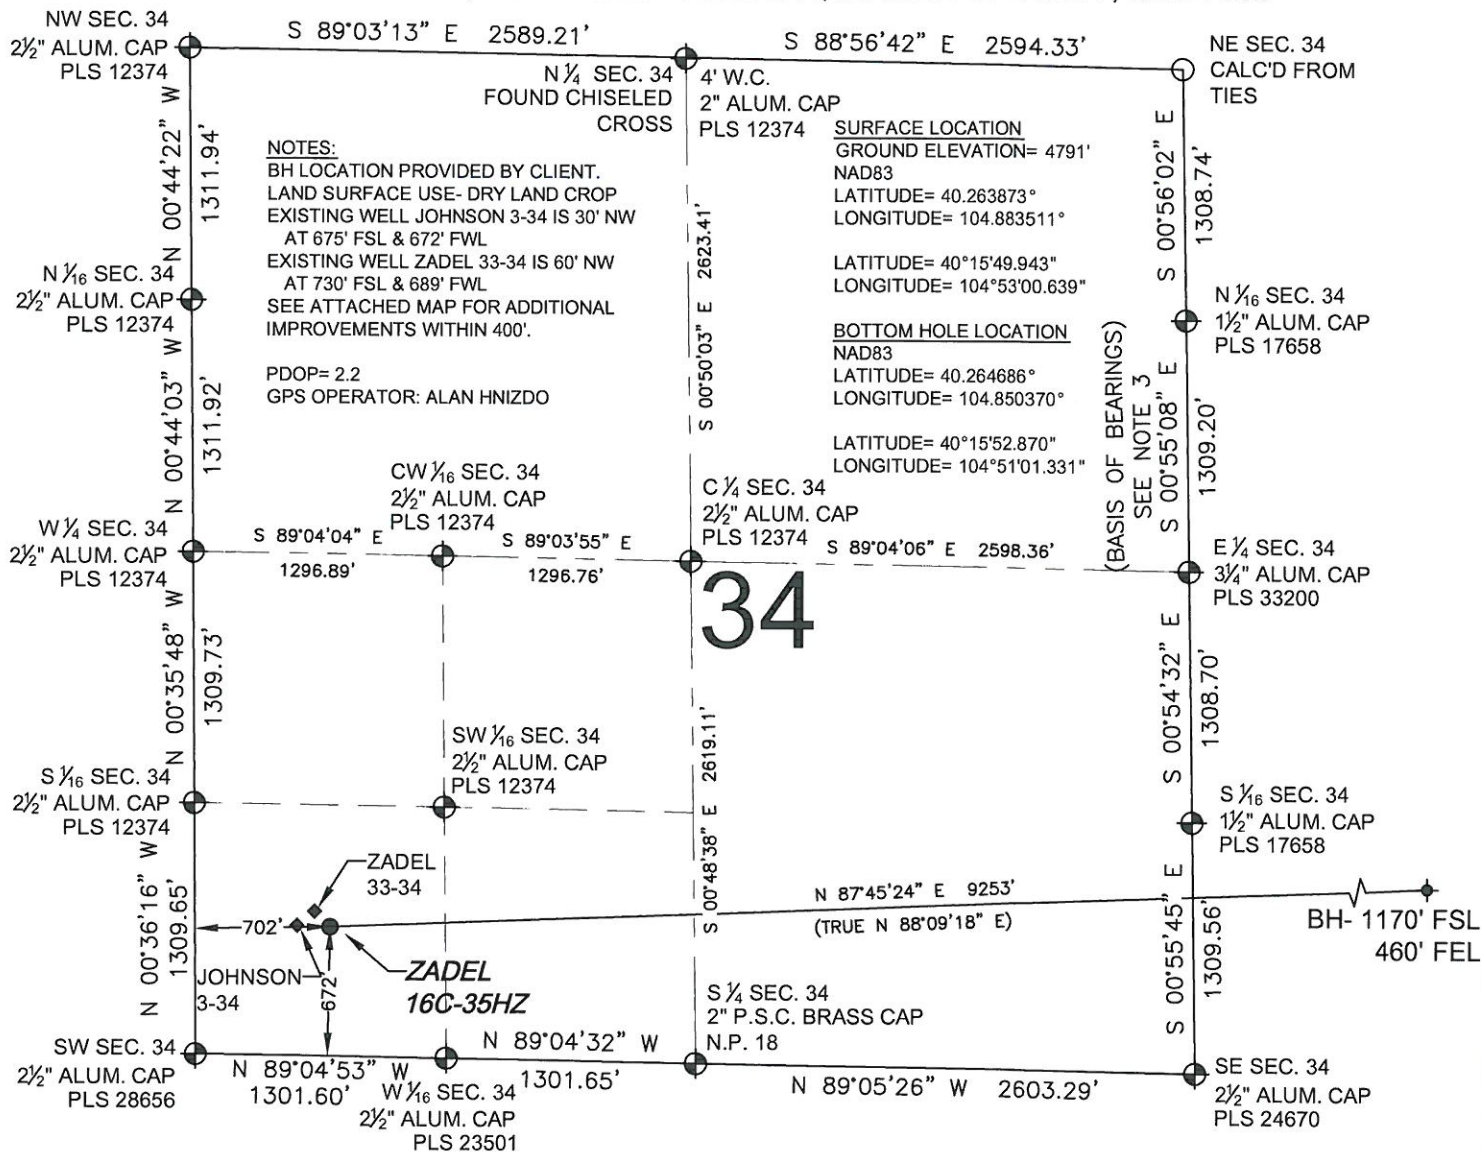 S 89°03'13" E 2589.21'
S 88°56'42" E 2594.33'
NW SEC. 34
2½" ALUM. CAP
PLS 12374
N ¼ SEC. 34
FOUND CHISELED
CROSS
4' W.C.
2" ALUM. CAP
PLS 12374
NE SEC. 34
CALC'D FROM
TIES
N 00°44'22" W
1311.94'
NOTES:
BH LOCATION PROVIDED BY CLIENT.
LAND SURFACE USE- DRY LAND CROP
EXISTING WELL JOHNSON 3-34 IS 30' NW
AT 675' FSL & 672' FWL
EXISTING WELL ZADEL 33-34 IS 60' NW
AT 730' FSL & 689' FWL
SEE ATTACHED MAP FOR ADDITIONAL
IMPROVEMENTS WITHIN 400'.
PDOP= 2.2
GPS OPERATOR: ALAN HNIZDO
S 00°50'03" E 2623.41'
SURFACE LOCATION
GROUND ELEVATION= 4791'
NAD83
LATITUDE= 40.263873°
LONGITUDE= 104.883511°
LATITUDE= 40°15'49.943"
LONGITUDE= 104°53'00.639"
BOTTOM HOLE LOCATION
NAD83
LATITUDE= 40.264686°
LONGITUDE= 104.850370°
LATITUDE= 40°15'52.870"
LONGITUDE= 104°51'01.331"
S 00°56'02" E
1308.74'
N 1⁄16 SEC. 34
2½" ALUM. CAP
PLS 12374
N 1⁄16 SEC. 34
1½" ALUM. CAP
PLS 17658
N 00°44'03" W
1311.92'
(BASIS OF BEARINGS)
SEE NOTE 3
S 00°55'08" E
1309.20'
W ¼ SEC. 34
2½" ALUM. CAP
PLS 12374
CW 1⁄16 SEC. 34
2½" ALUM. CAP
PLS 12374
C ¼ SEC. 34
2½" ALUM. CAP
PLS 12374
E ¼ SEC. 34
3¼" ALUM. CAP
PLS 33200
S 89°04'04" E
1296.89'
S 89°03'55" E
1296.76'
S 89°04'06" E 2598.36'
34
N 00°35'48" W
1309.73'
S 00°54'32" E
1308.70'
S 1⁄16 SEC. 34
2½" ALUM. CAP
PLS 12374
SW 1⁄16 SEC. 34
2½" ALUM. CAP
PLS 12374
S 00°48'38" E 2619.11'
S 1⁄16 SEC. 34
1½" ALUM. CAP
PLS 17658
N 00°36'16" W
1309.65'
ZADEL
33-34
702'
JOHNSON
3-34
672'
ZADEL
16C-35HZ
N 87°45'24" E 9253'
(TRUE N 88°09'18" E)
BH- 1170' FSL
460' FEL
S 00°55'45" E
1309.56'
SW SEC. 34
2½" ALUM. CAP
PLS 28656
N 89°04'53" W
1301.60'
W 1⁄16 SEC. 34
2½" ALUM. CAP
PLS 23501
N 89°04'32" W
1301.65'
S ¼ SEC. 34
2" P.S.C. BRASS CAP
N.P. 18
N 89°05'26" W 2603.29'
SE SEC. 34
2½" ALUM. CAP
PLS 24670